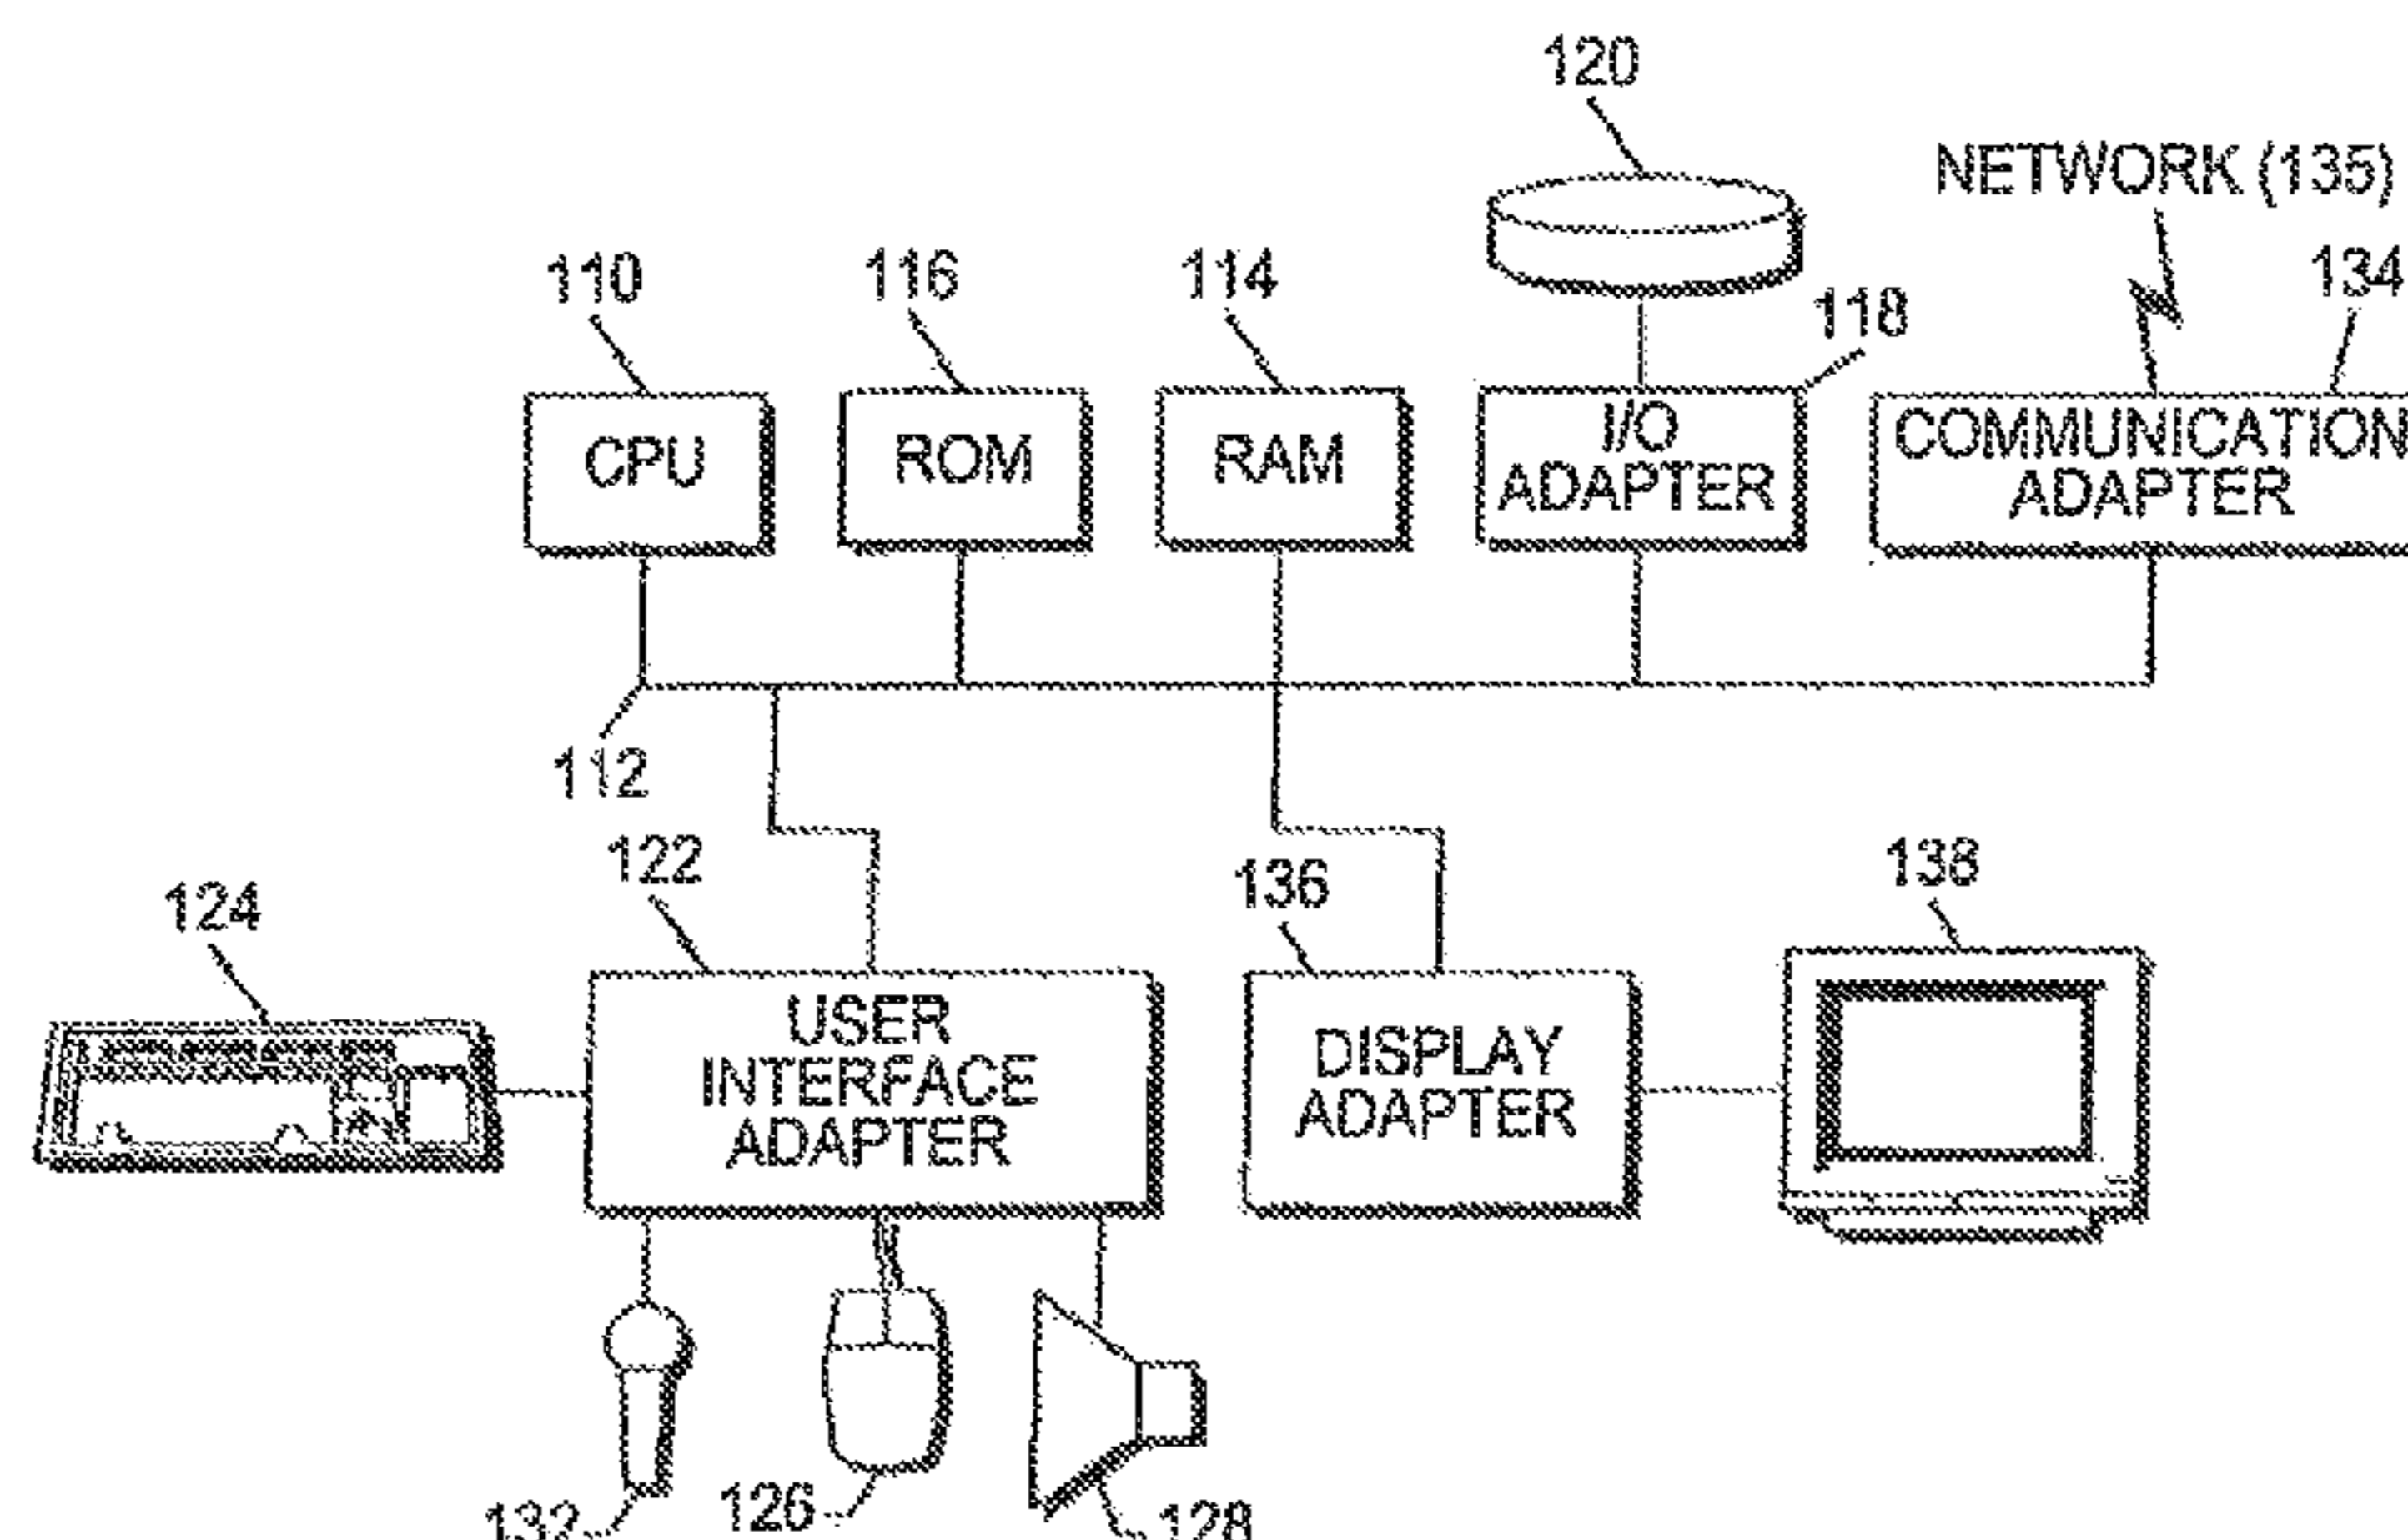 120
NETWORK (135)
110
116
114
118
134
CPU
ROM
RAM
I/O
ADAPTER
COMMUNICATION
ADAPTER
112
122
124
136
138
USER
INTERFACE
ADAPTER
DISPLAY
ADAPTER
132
126
128